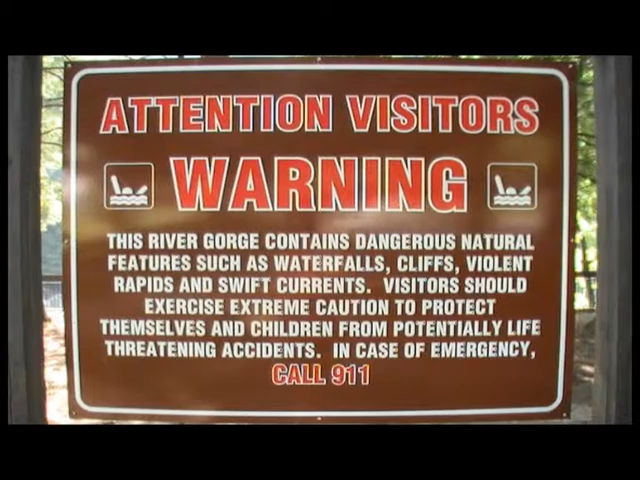 ATTENTION VISITORS
WARNING
THIS RIVER GORGE CONTAINS DANGEROUS NATURAL
FEATURES SUCH AS WATERFALLS, CLIFFS, VIOLENT
RAPIDS AND SWIFT CURRENTS. VISITORS SHOULD
EXERCISE EXTREME CAUTION TO PROTECT
THEMSELVES AND CHILDREN FROM POTENTIALLY LIFE
THREATENING ACCIDENTS. IN CASE OF EMERGENCY,
CALL 911